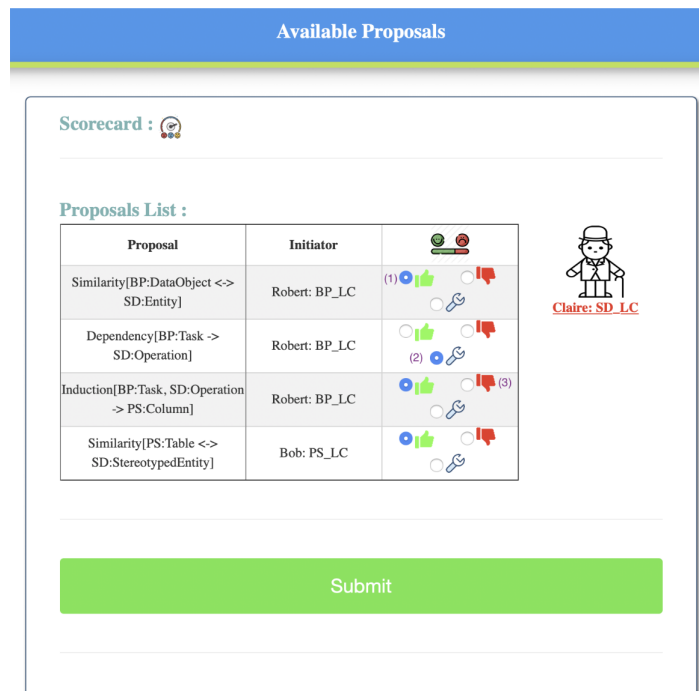 Available Proposals
Scorecard :
Proposals List :
Proposal Initiator
Similarity[BP:DataObject <->
SD:Entity]
Robert: BP_LC
(1)
Dependency[BP:Task ->
SD:Operation]
Robert: BP_LC
(2)
Induction[BP:Task, SD:Operation
-> PS:Column]
Robert: BP_LC
(3)
Similarity[PS:Table <->
SD:StereotypedEntity]
Bob: PS_LC
Claire: SD_LC
Submit